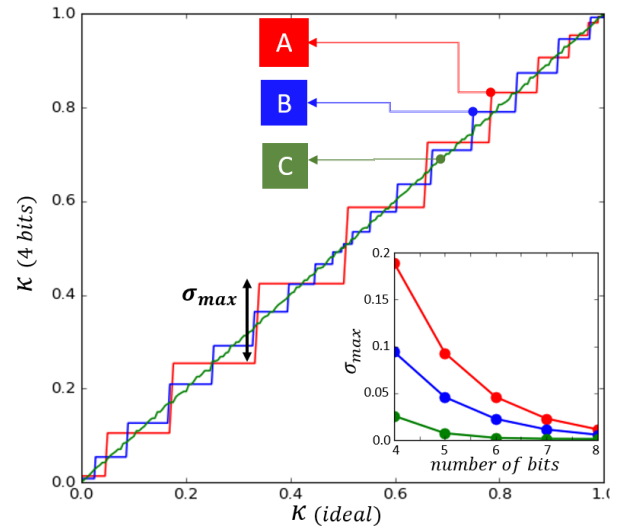 1.0
A
B
0.8
C
0.6
κ (4 bits)
0.4
σmax
0.2
0.0
0.0 0.2 0.4 0.6 0.8 1.0
κ (ideal)
0.2
0.15
0.1
0.05
0.0
σmax
4 5 6 7 8
number of bits